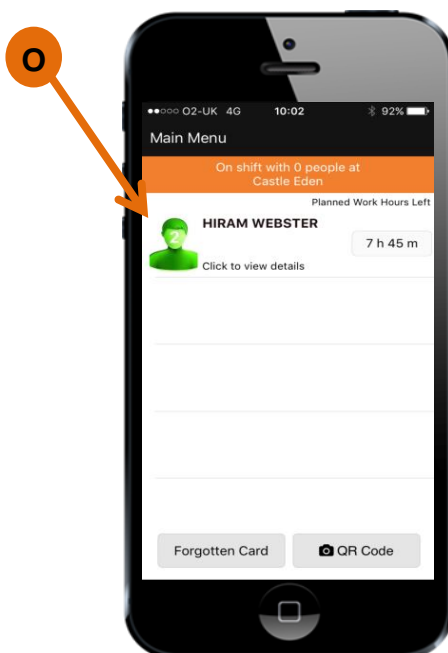 O
O2-UK 4G 10:02 92%
Main Menu
On shift with 0 people at
Castle Eden
Planned Work Hours Left
HIRAM WEBSTER
2
7 h 45 m
Click to view details
Forgotten Card QR Code